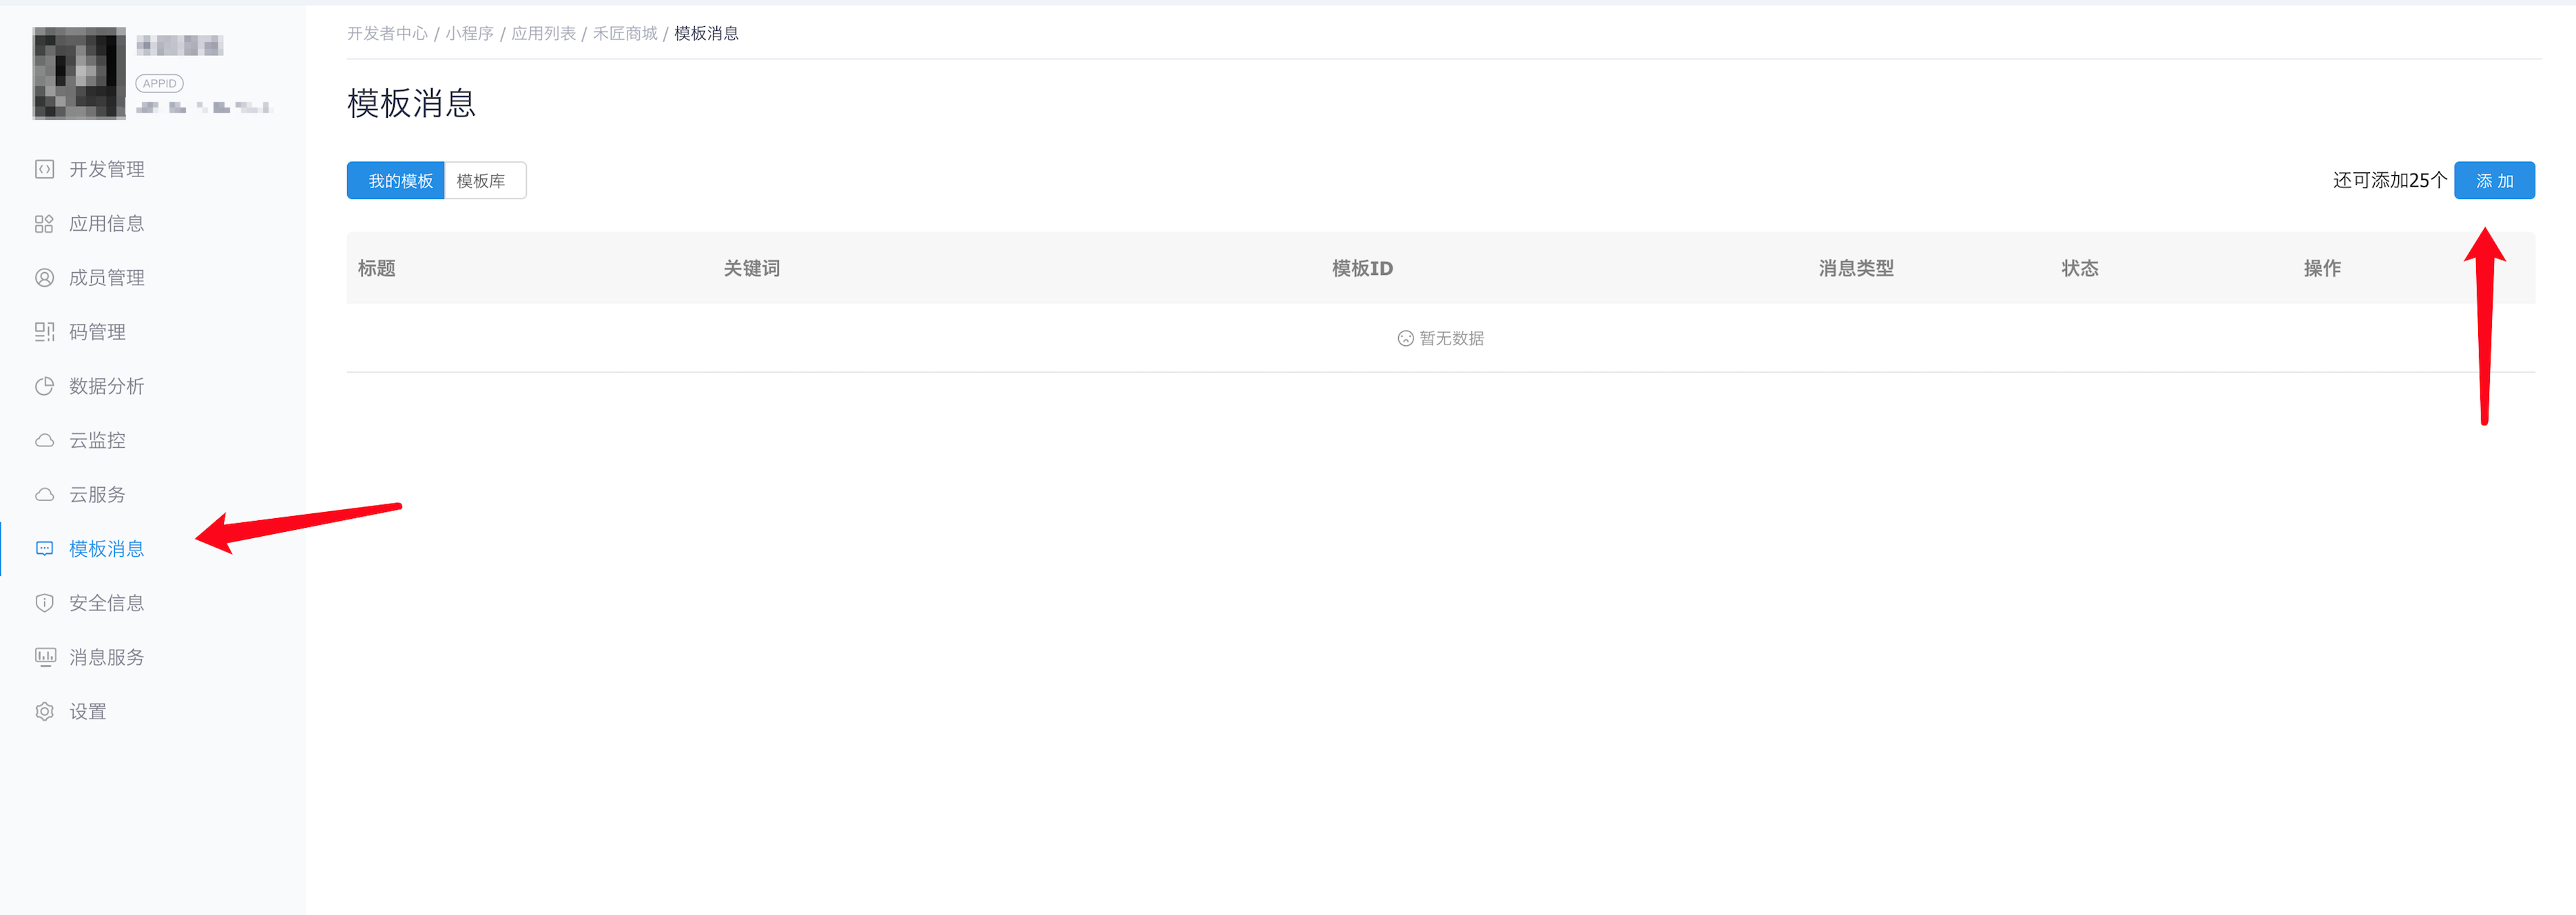 APPID
开发管理
应用信息
成员管理
码管理
数据分析
云监控
云服务
模板消息
安全信息
消息服务
设置
开发者中心 / 小程序 / 应用列表 / 禾匠商城 / 模板消息
模板消息
我的模板 模板库 还可添加25个 添 加
标题 关键词 模板ID 消息类型 状态 操作
暂无数据